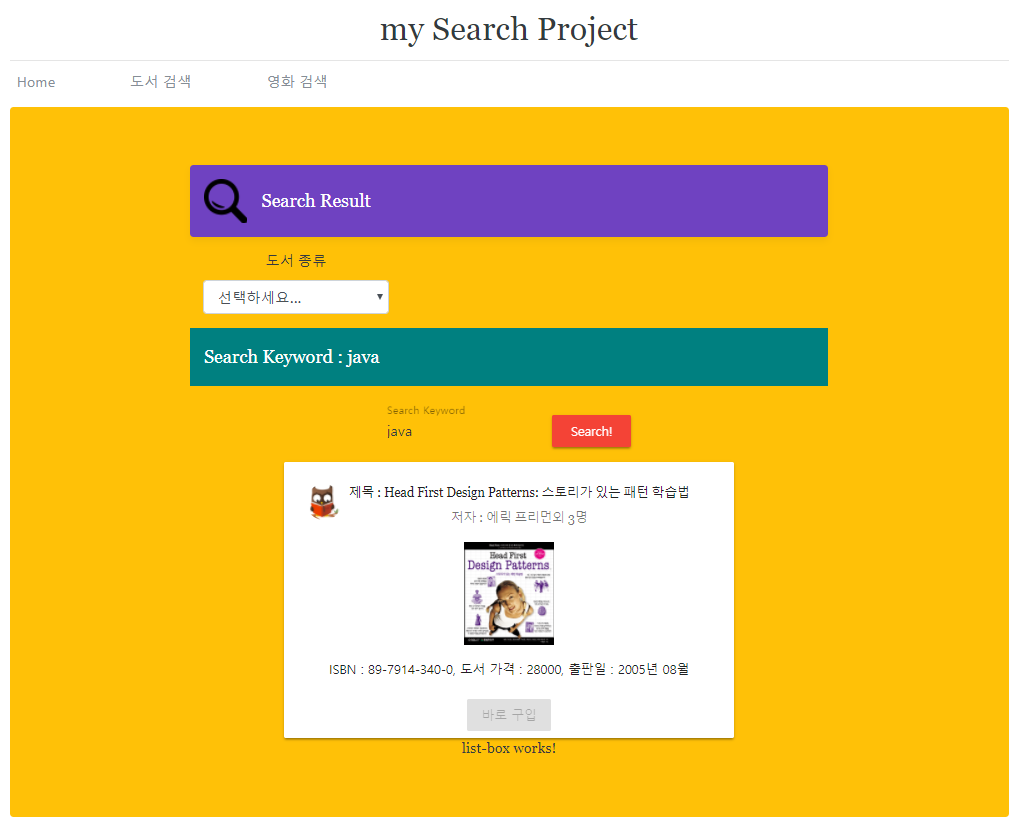 my Search Project
Home 도서 검색 영화 검색
Search Result
도서 종류
선택하세요...
Search Keyword : java
Search Keyword
java
Search!
제목 : Head First Design Patterns: 스토리가 있는 패턴 학습법
저자 : 에릭 프리먼외 3명
Head First
Design Patterns
ISBN : 89-7914-340-0, 도서 가격 : 28000, 출판일 : 2005년 08월
바로 구입
list-box works!